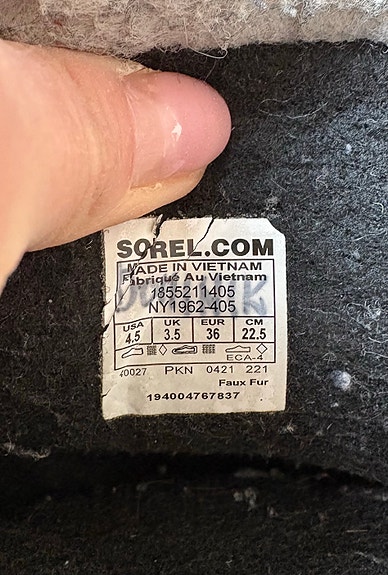 SOREL.COM
MADE IN VIETNAM
Fabriqué Au Vietnam
1855211405
NY1962-405
USA UK EUR CM
4.5 3.5 36 22.5
ECA-4
PKN 0421 221
Faux Fur
194004767837